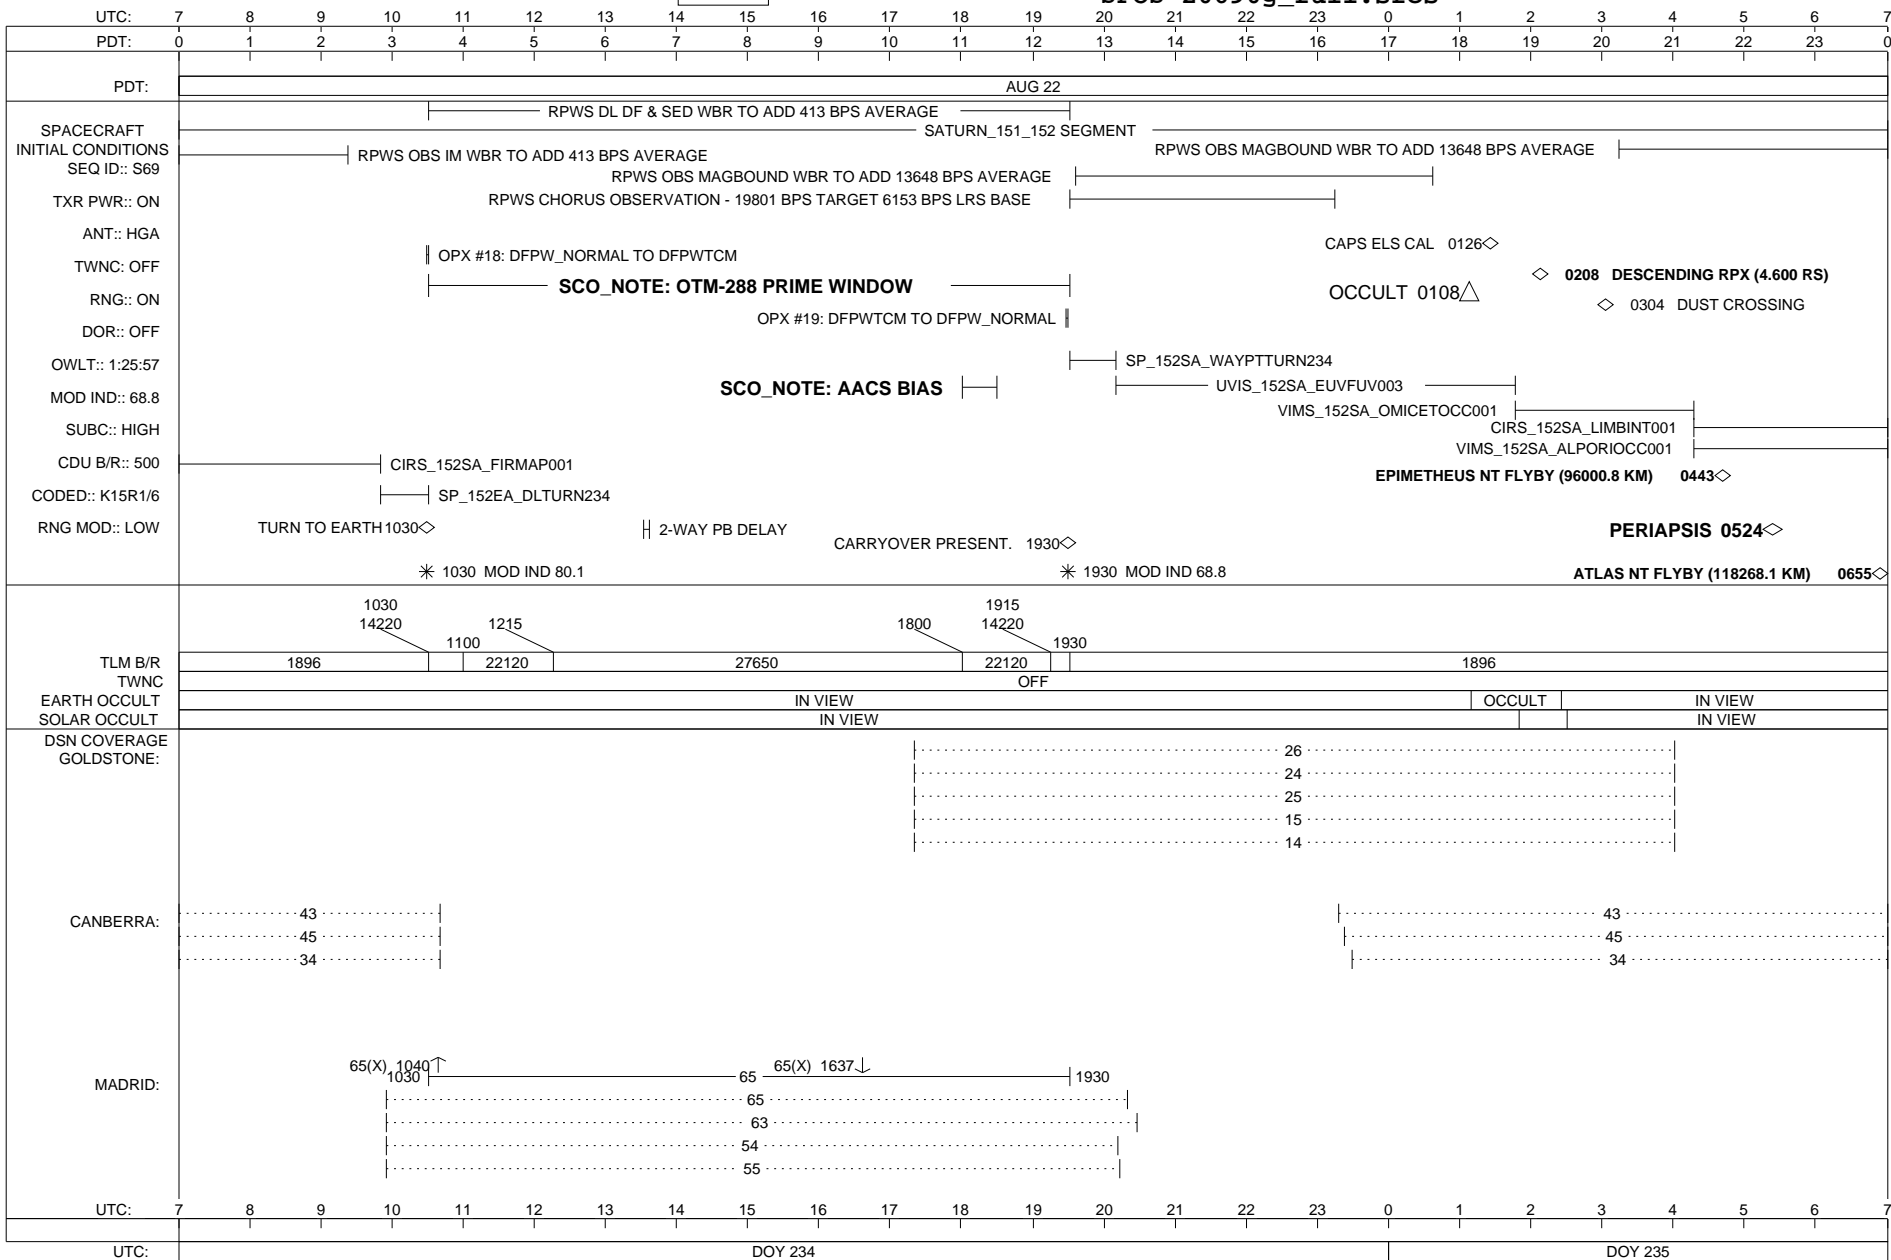 UTC: 7 8 9 10 11 12 13 14 15 16 17 18 19 20 21 22 23 0 1 2 3 4 5 6 7
PDT: 0 1 2 3 4 5 6 7 8 9 10 11 12 13 14 15 16 17 18 19 20 21 22 23 0
PDT: AUG 22
RPWS DL DF & SED WBR TO ADD 413 BPS AVERAGE
SPACECRAFT
INITIAL CONDITIONS
SATURN_151_152 SEGMENT
RPWS OBS IM WBR TO ADD 413 BPS AVERAGE
RPWS OBS MAGBOUND WBR TO ADD 13648 BPS AVERAGE
SEQ ID:: S69
RPWS OBS MAGBOUND WBR TO ADD 13648 BPS AVERAGE
TXR PWR:: ON
RPWS CHORUS OBSERVATION - 19801 BPS TARGET 6153 BPS LRS BASE
ANT:: HGA
CAPS ELS CAL 0126
OPX #18: DFPW_NORMAL TO DFPWTCM
TWNC: OFF
0208 DESCENDING RPX (4.600 RS)
SCO_NOTE: OTM-288 PRIME WINDOW
OCCULT 0108
RNG:: ON
0304 DUST CROSSING
OPX #19: DFPWTCM TO DFPW_NORMAL
DOR:: OFF
OWLT:: 1:25:57
SP_152SA_WAYPTTURN234
SCO_NOTE: AACS BIAS
UVIS_152SA_EUVFUV003
MOD IND:: 68.8
VIMS_152SA_OMICETOCC001
SUBC:: HIGH
CIRS_152SA_LIMBINT001
VIMS_152SA_ALPORIOCC001
CDU B/R:: 500
CIRS_152SA_FIRMAP001
EPIMETHEUS NT FLYBY (96000.8 KM) 0443
CODED:: K15R1/6
SP_152EA_DLTURN234
RNG MOD:: LOW
TURN TO EARTH 1030
2-WAY PB DELAY
PERIAPSIS 0524
CARRYOVER PRESENT. 1930
1030 MOD IND 80.1
1930 MOD IND 68.8
ATLAS NT FLYBY (118268.1 KM) 0655
1030 1915
14220 1215 1800 14220
1100 1930
TLM B/R 1896 22120 27650 22120 1896
TWNC OFF
EARTH OCCULT IN VIEW OCCULT IN VIEW
SOLAR OCCULT IN VIEW IN VIEW
DSN COVERAGE
GOLDSTONE:
26
24
25
15
14
CANBERRA:
43 43
45 45
34 34
MADRID:
65(X) 1040 65(X) 1637
1030 65 1930
65
63
54
55
UTC: 7 8 9 10 11 12 13 14 15 16 17 18 19 20 21 22 23 0 1 2 3 4 5 6 7
UTC: DOY 234 DOY 235